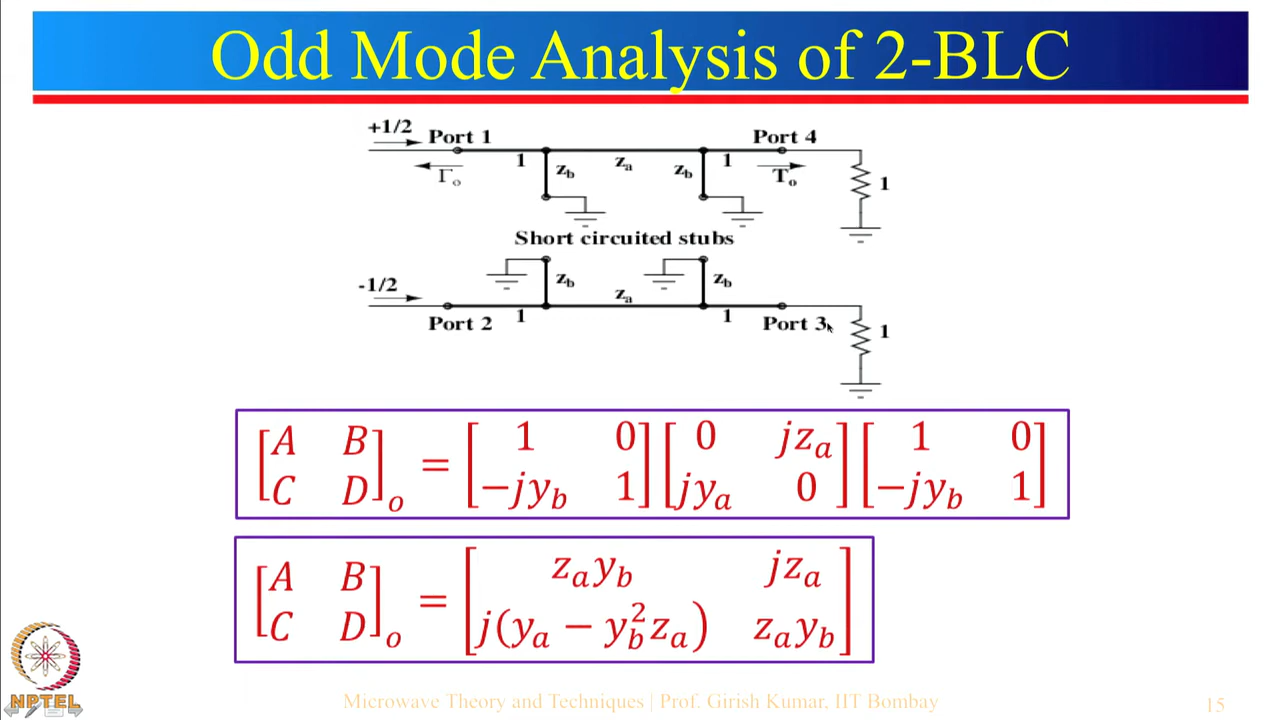 Odd Mode Analysis of 2-BLC
+1/2 Port 1 Port 4
1 z_b z_a z_b 1
Γ_o T_o 1
Short circuited stubs
-1/2 z_b z_a z_b
Port 2 1 1 Port 3 1
[A B; C D]_o = [1 0; −jy_b 1] [0 jz_a; jy_a 0] [1 0; −jy_b 1]
[A B; C D]_o = [z_a y_b jz_a; j(y_a − y_b^2 z_a) z_a y_b]
NPTEL
Microwave Theory and Techniques | Prof. Girish Kumar, IIT Bombay
15